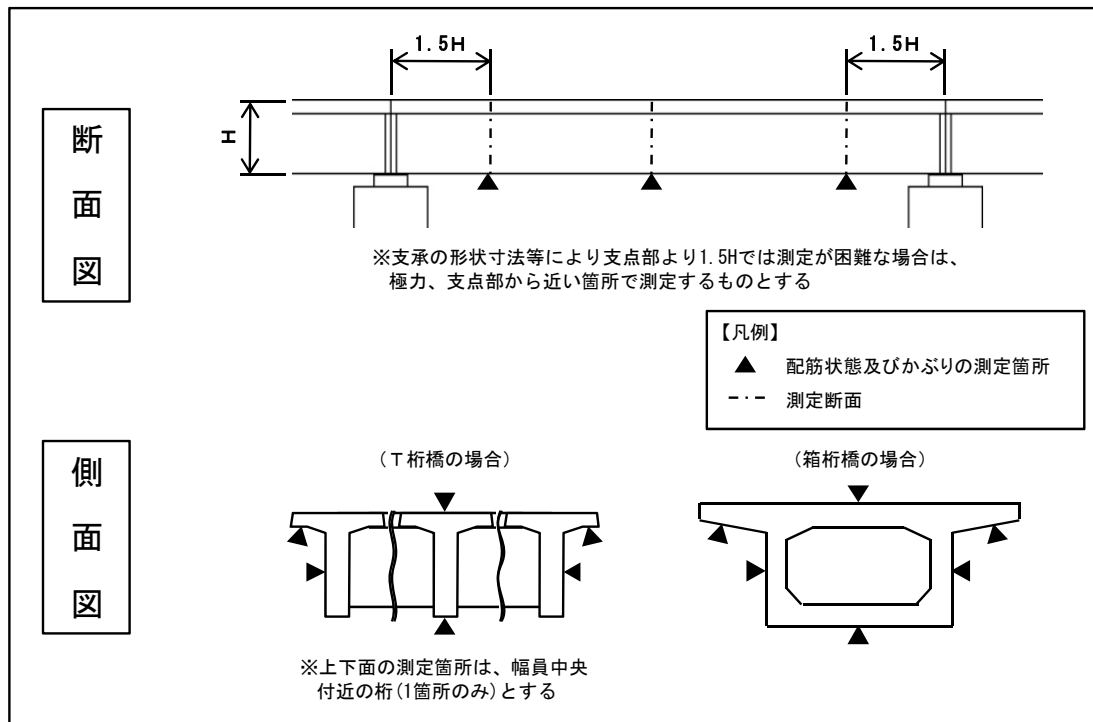 1.5H
1.5H
断面図
H
※支承の形状寸法等により支点部より1.5Hでは測定が困難な場合は、
極力、支点部から近い箇所で測定するものとする
【凡例】
▲ 配筋状態及びかぶりの測定箇所
測定断面
側面図
(T桁橋の場合)
(箱桁橋の場合)
※上下面の測定箇所は、幅員中央
付近の桁(1箇所のみ)とする